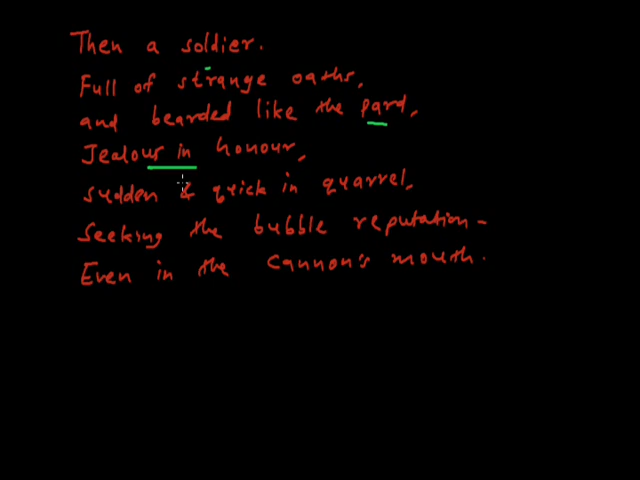 Then a soldier.
Full of strange oaths,
and bearded like the pard,
Jealous in honour,
sudden & quick in quarrel,
Seeking the bubble reputation -
Even in the cannon's mouth.